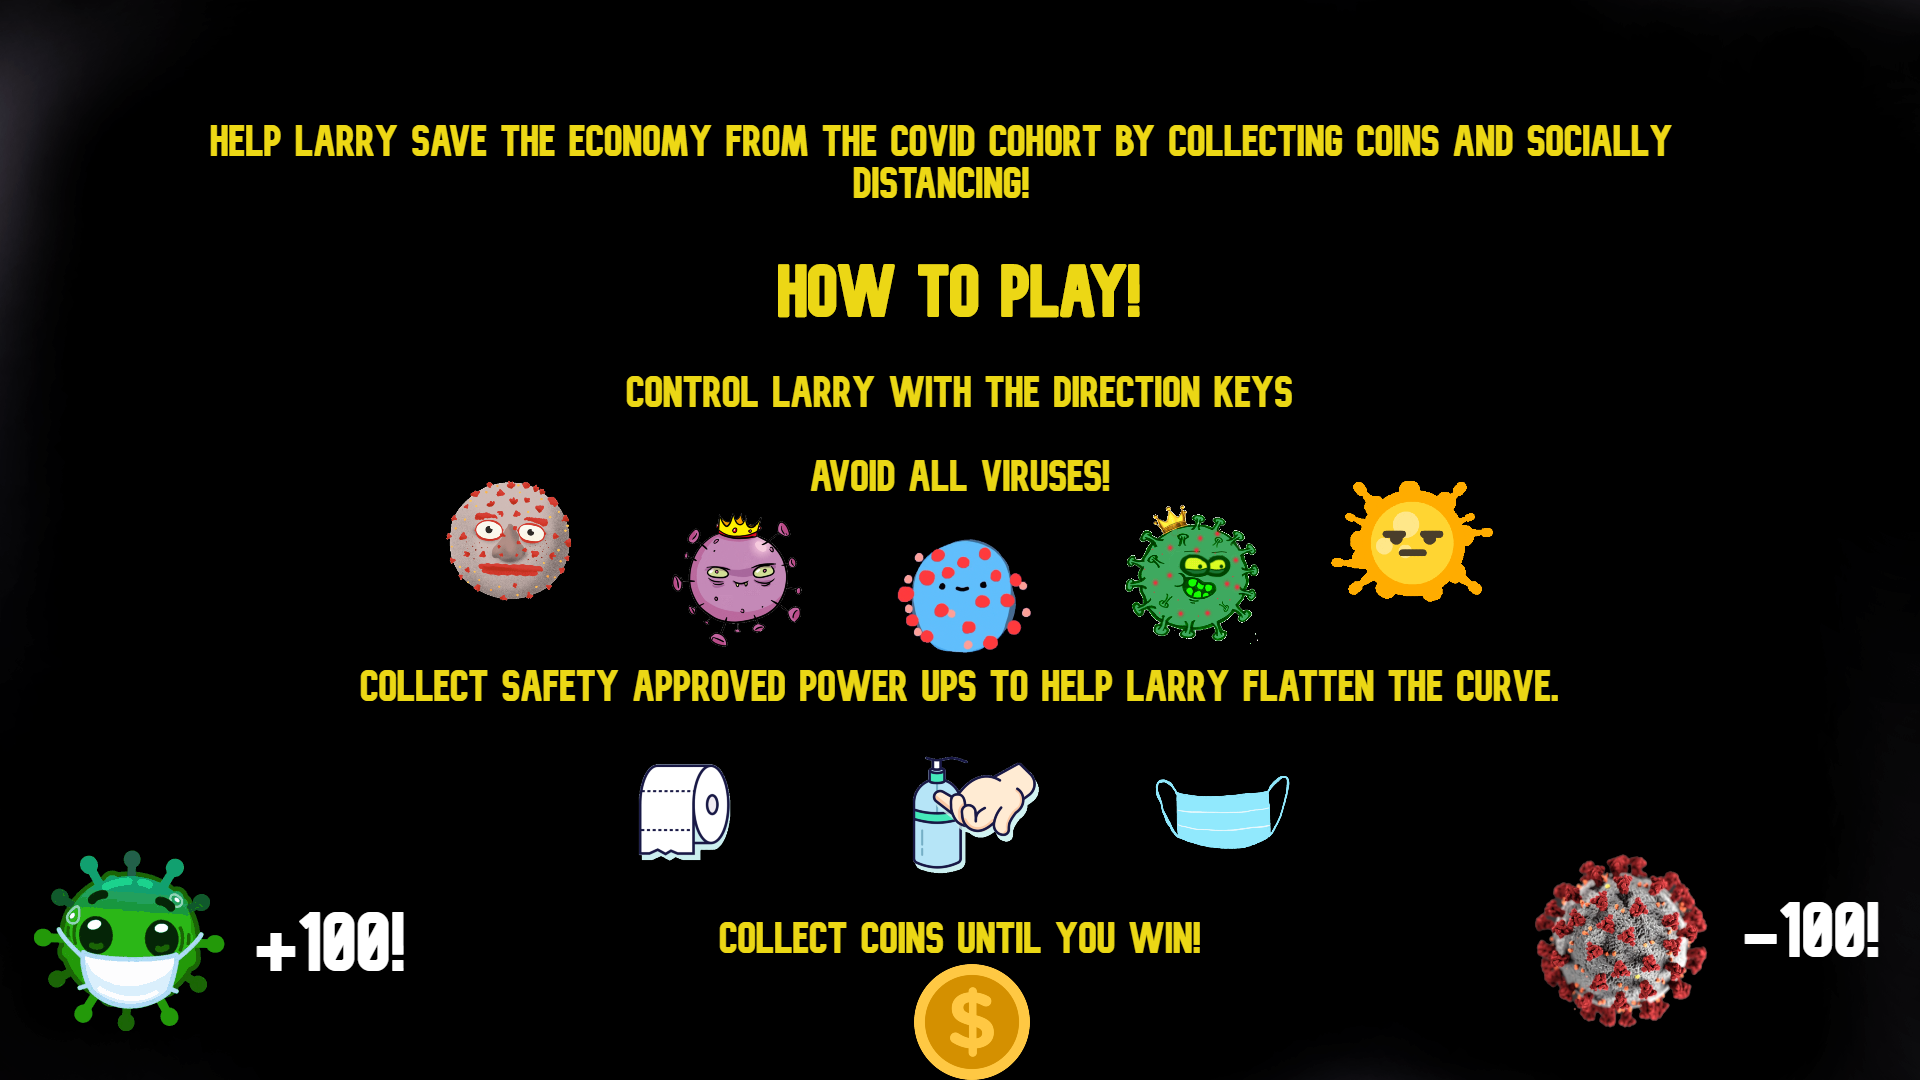 HELP LARRY SAVE THE ECONOMY FROM THE COVID COHORT BY COLLECTING COINS AND SOCIALLY
DISTANCING!
HOW TO PLAY!
CONTROL LARRY WITH THE DIRECTION KEYS
AVOID ALL VIRUSES!
COLLECT SAFETY APPROVED POWER UPS TO HELP LARRY FLATTEN THE CURVE.
+100!
COLLECT COINS UNTIL YOU WIN!
-100!
$